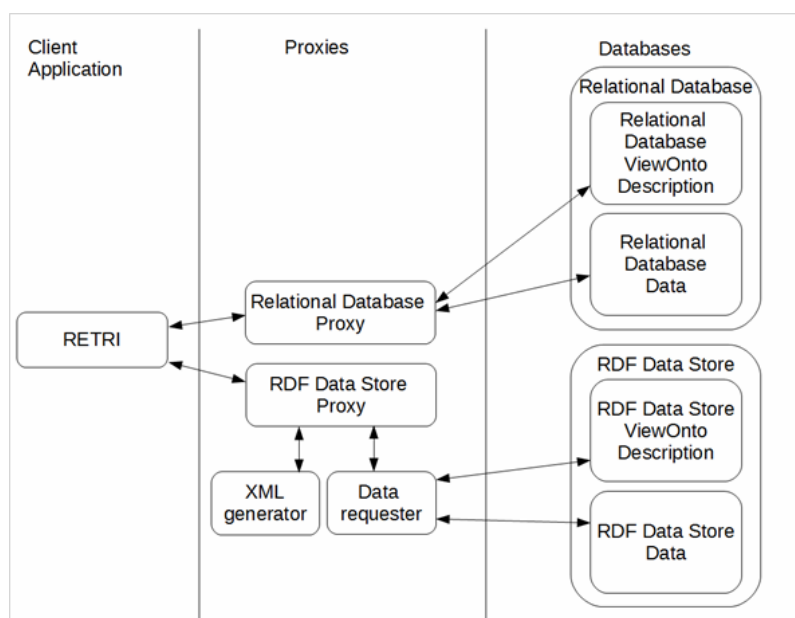 Client
Application
Proxies
Databases
Relational Database
Relational
Database
ViewOnto
Description
Relational
Database
Data
Relational Database
Proxy
RETRI
RDF Data Store
Proxy
XML
generator
Data
requester
RDF Data Store
RDF Data Store
ViewOnto
Description
RDF Data Store
Data